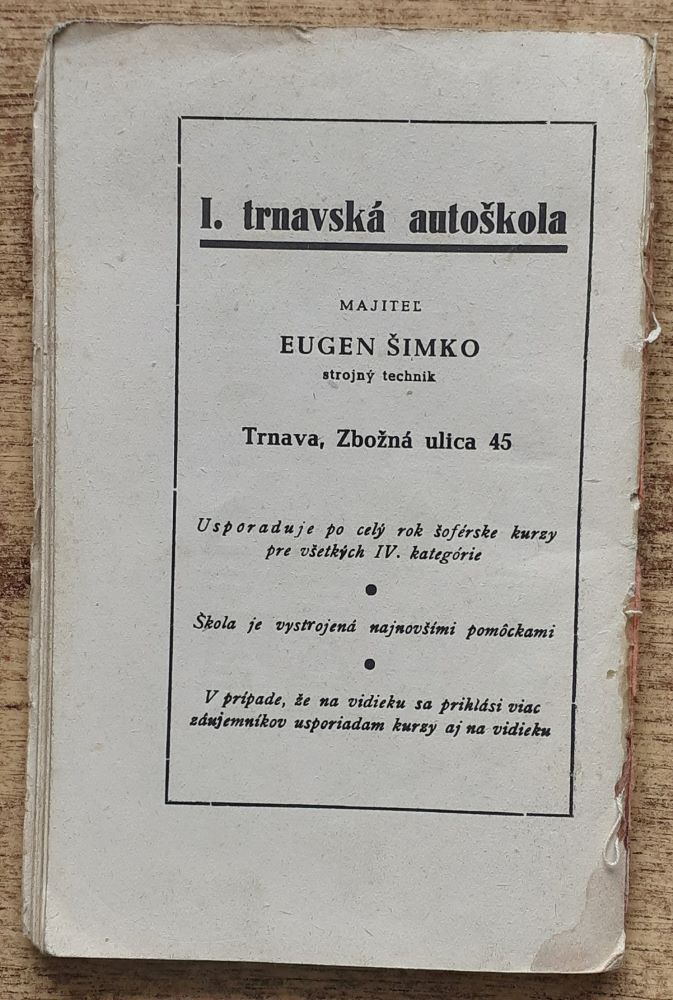 I. trnavská autoškola
MAJITEĽ
EUGEN ŠIMKO
strojný technik
Trnava, Zbožná ulica 45
Usporaduje po celý rok šoférske kurzy
pre všetkých IV. kategórie
●
Škola je vystrojená najnovšími pomôckami
●
V prípade, že na vidieku sa prihlási viac
záujemníkov usporiadam kurzy aj na vidieku